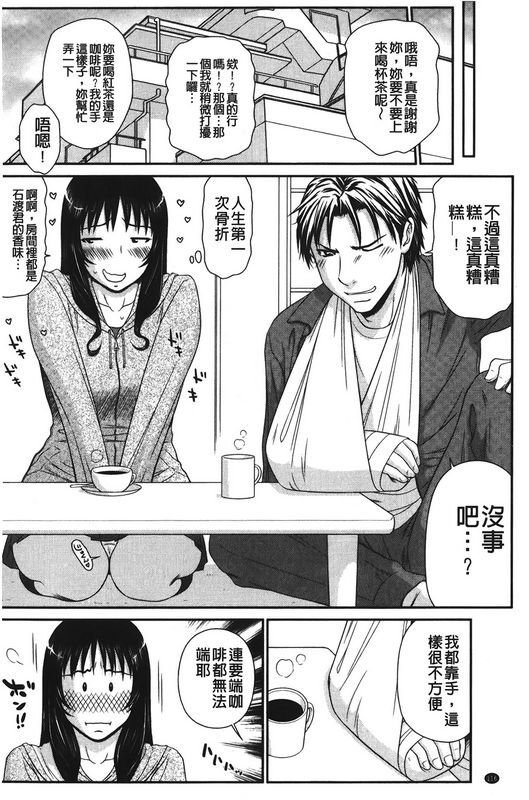 哦唔，真是謝謝
妳，妳要不要上
來喝杯茶呢～
欸！？真的行
嗎！？那個…那
個我就稍微打擾
一下囉…
妳要喝紅茶還是
咖啡呢？我的手
這樣子，妳幫忙
弄一下
唔嗯！
不過這真糟
糕，這真糟
糕—！
人生第一
次骨折
啊啊，房間裡都是
石渡君的香味…
沒事
吧…？
我都靠手，這
樣很不方便
連要端咖
啡都無法
端耶